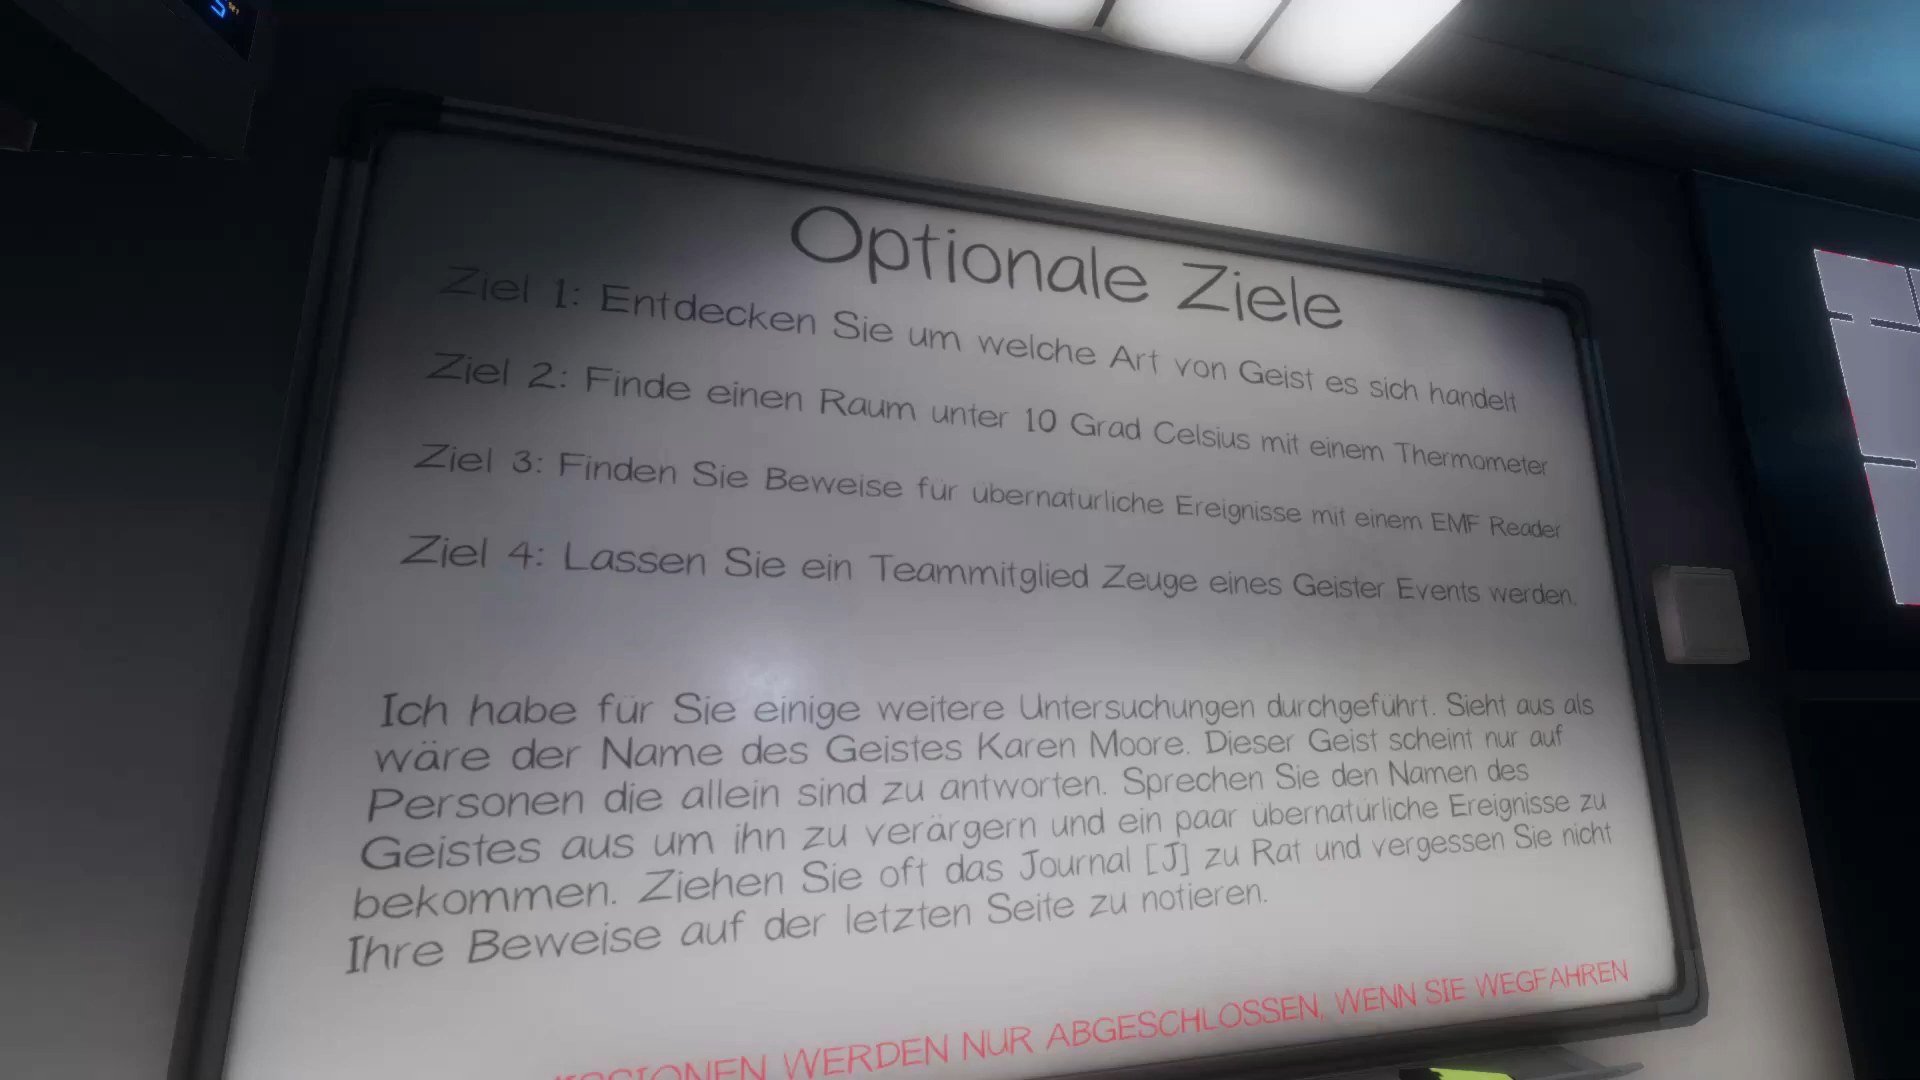 Optionale Ziele
Ziel 1: Entdecken Sie um welche Art von Geist es sich handelt
Ziel 2: Finde einen Raum unter 10 Grad Celsius mit einem Thermometer
Ziel 3: Finden Sie Beweise für übernatürliche Ereignisse mit einem EMF Reader
Ziel 4: Lassen Sie ein Teammitglied Zeuge eines Geister Events werden.
Ich habe für Sie einige weitere Untersuchungen durchgeführt. Sieht aus als
wäre der Name des Geistes Karen Moore. Dieser Geist scheint nur auf
Personen die allein sind zu antworten. Sprechen Sie den Namen des
Geistes aus um ihn zu verärgern und ein paar übernatürliche Ereignisse zu
bekommen. Ziehen Sie oft das Journal [J] zu Rat und vergessen Sie nicht
Ihre Beweise auf der letzten Seite zu notieren.
WERDEN NUR ABGESCHLOSSEN, WENN SIE WEGFAHREN